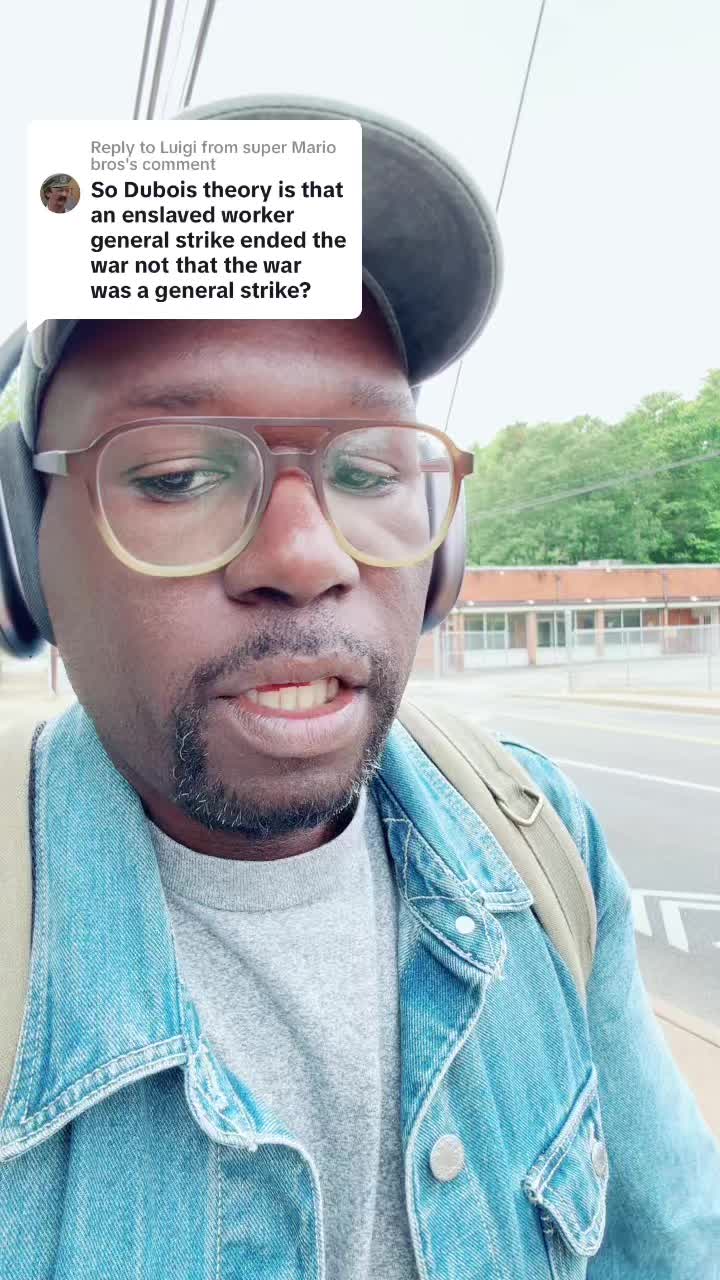 Reply to Luigi from super Mario
bros's comment
So Dubois theory is that
an enslaved worker
general strike ended the
war not that the war
was a general strike?